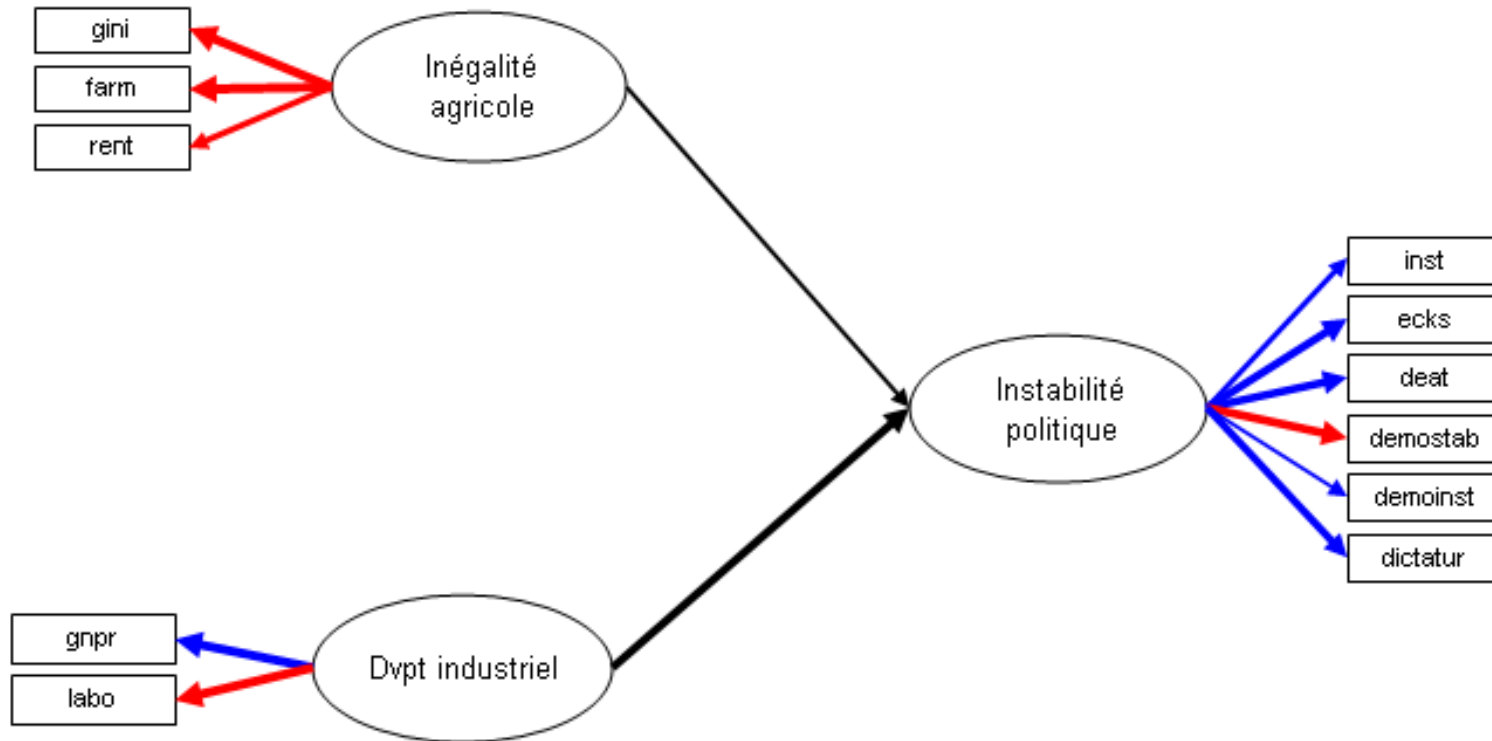 gini
farm
rent
Inégalité
agricole
inst
ecks
deat
demostab
demoinst
dictatur
Instabilité
politique
gnpr
labo
Dvpt industriel